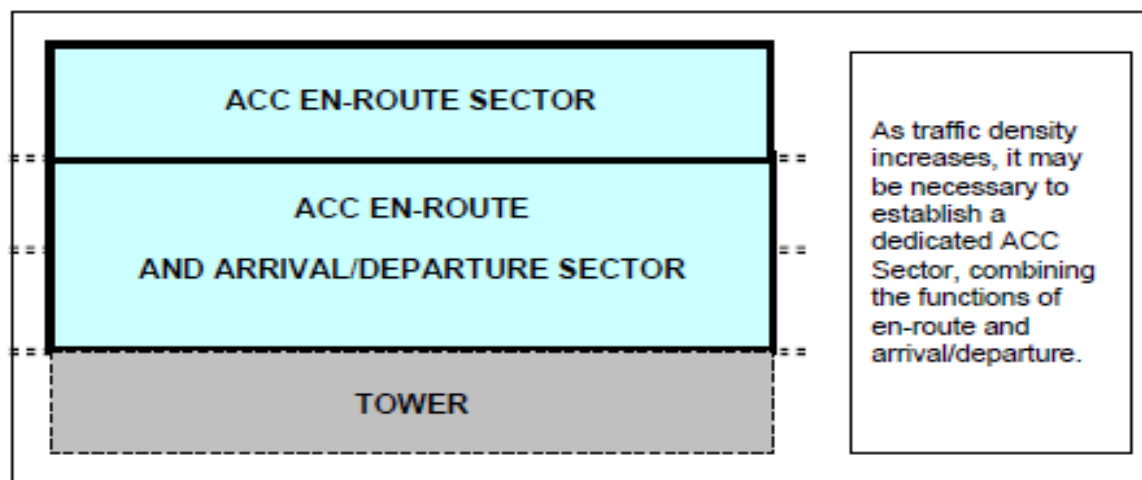 ACC EN-ROUTE SECTOR
ACC EN-ROUTE
AND ARRIVAL/DEPARTURE SECTOR
TOWER
As traffic density
increases, it may
be necessary to
establish a
dedicated ACC
Sector, combining
the functions of
en-route and
arrival/departure.